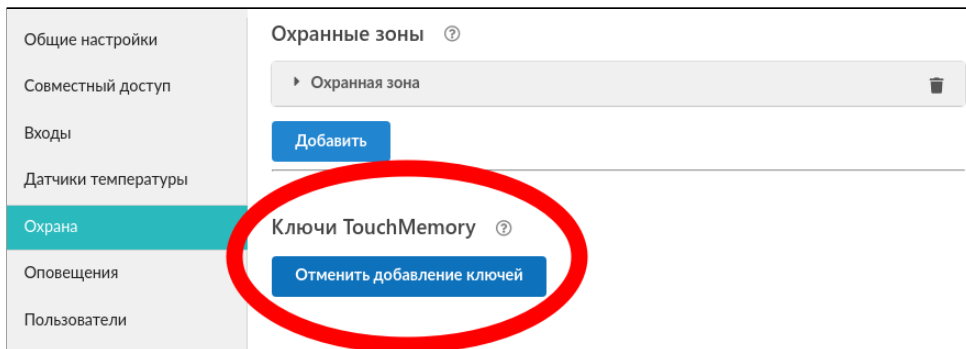 Общие настройки
Совместный доступ
Входы
Датчики температуры
Охрана
Оповещения
Пользователи
Охранные зоны ?
Охранная зона
Добавить
Ключи TouchMemory ?
Отменить добавление ключей